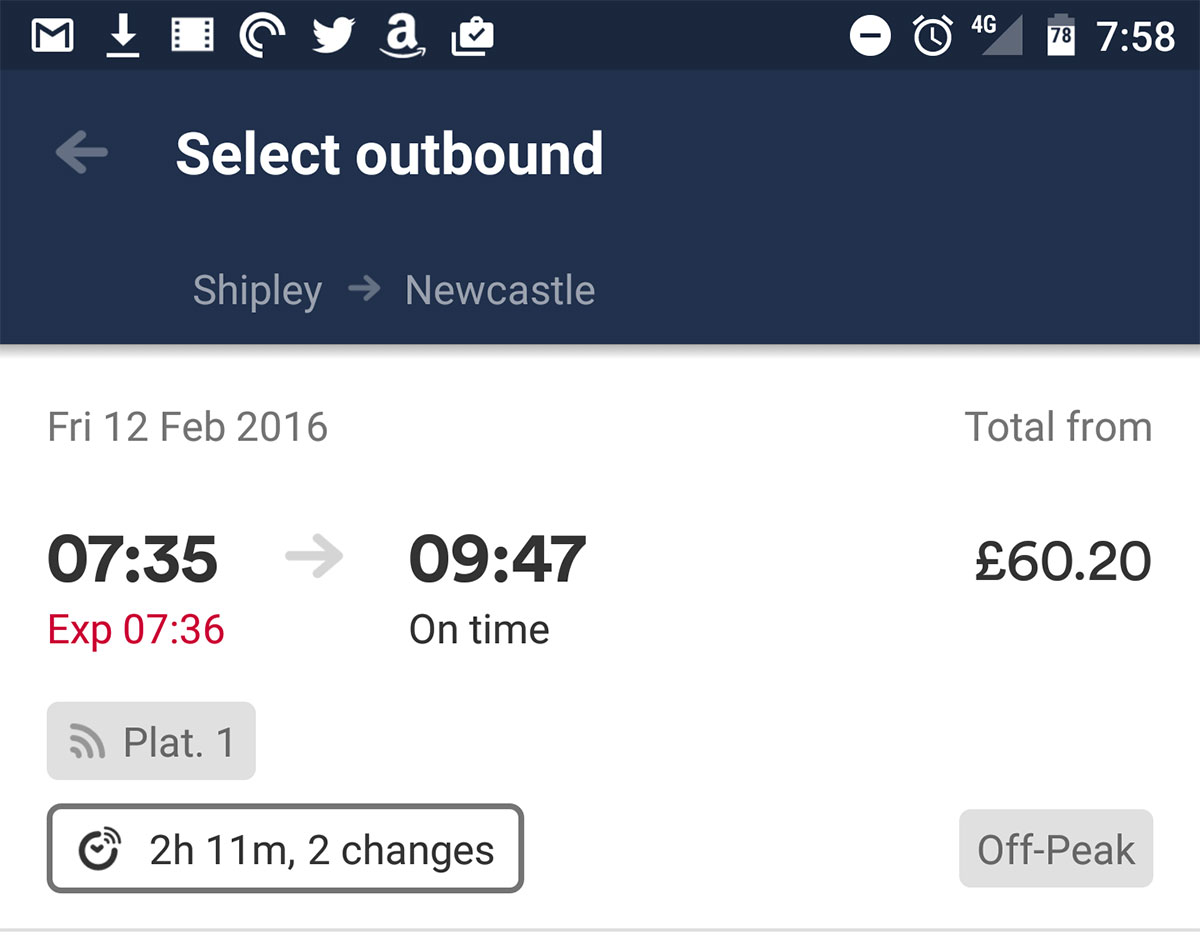 4G 78 7:58
Select outbound
Shipley → Newcastle
Fri 12 Feb 2016 Total from
07:35 → 09:47 £60.20
Exp 07:36 On time
Plat. 1
2h 11m, 2 changes Off-Peak